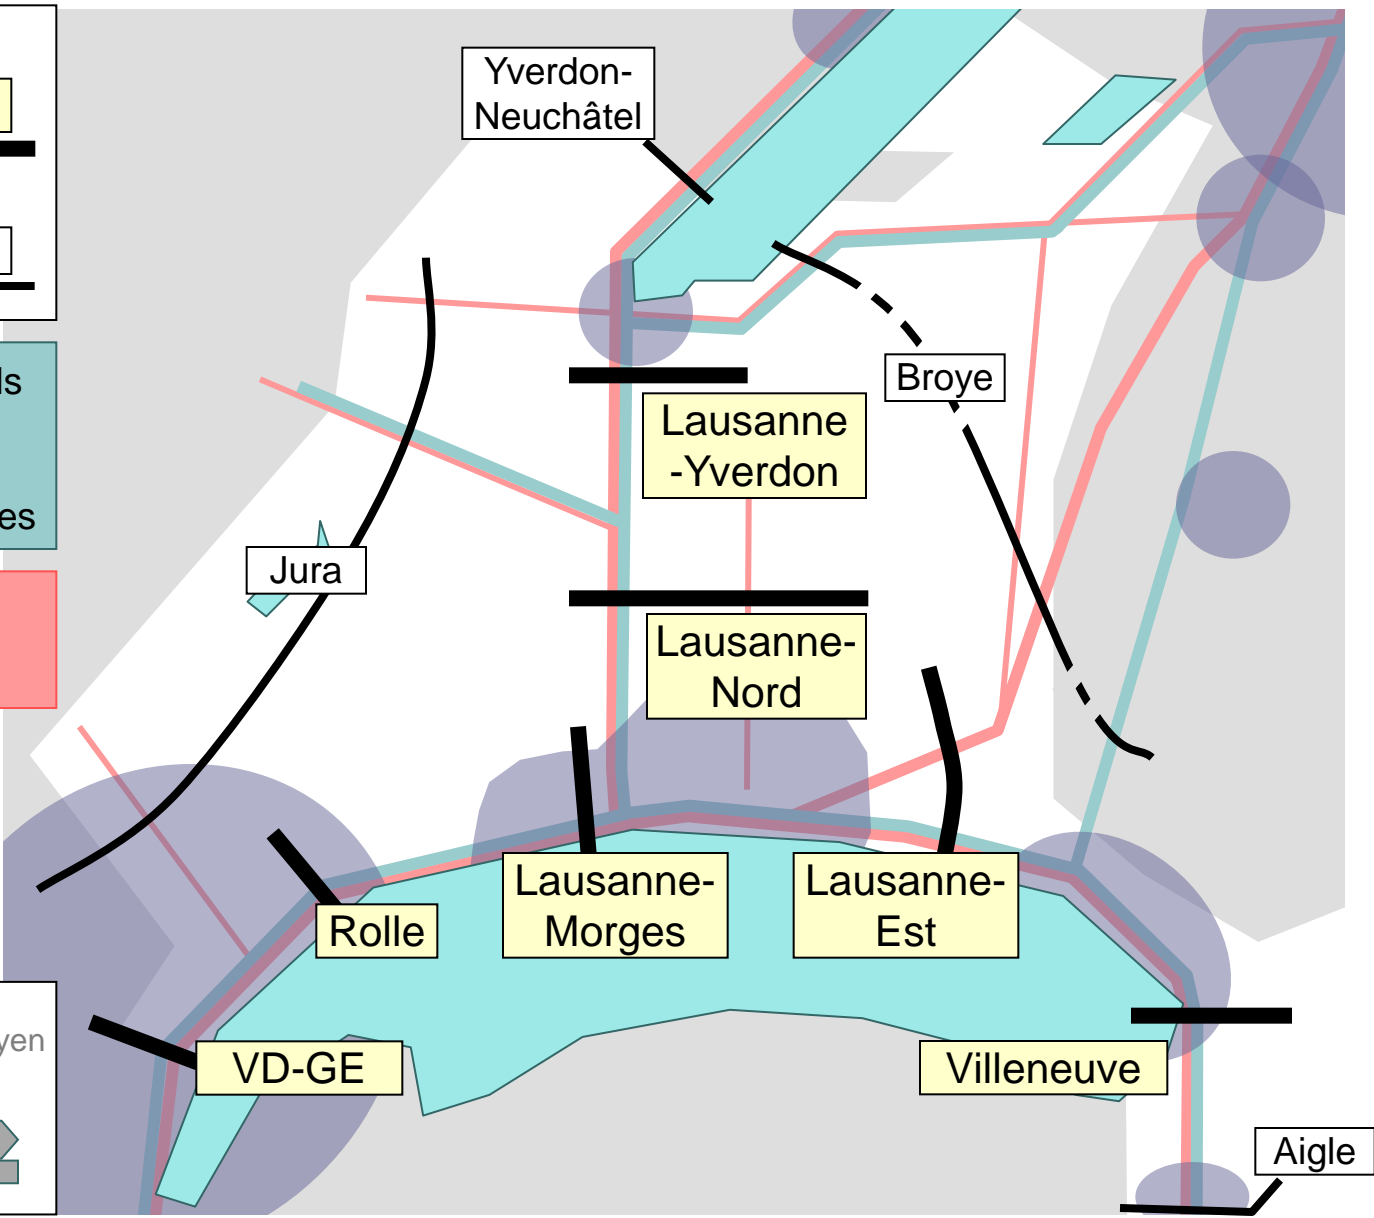 Yverdon-
Neuchâtel
Broye
Lausanne
-Yverdon
Jura
Lausanne-
Nord
Lausanne-
Morges
Lausanne-
Est
Rolle
VD-GE
Villeneuve
Aigle